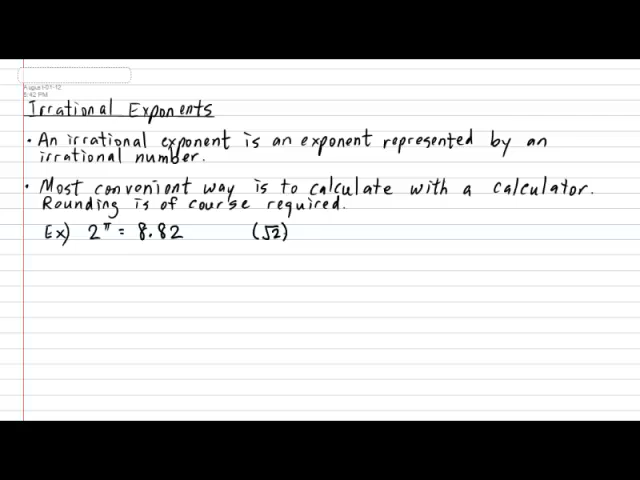 August-01-12
5:42 PM
Irrational Exponents
• An irrational exponent is an exponent represented by an
irrational number.
• Most convenient way is to calculate with a calculator.
Rounding is of course required.
Ex) 2^π = 8.82 (√2)